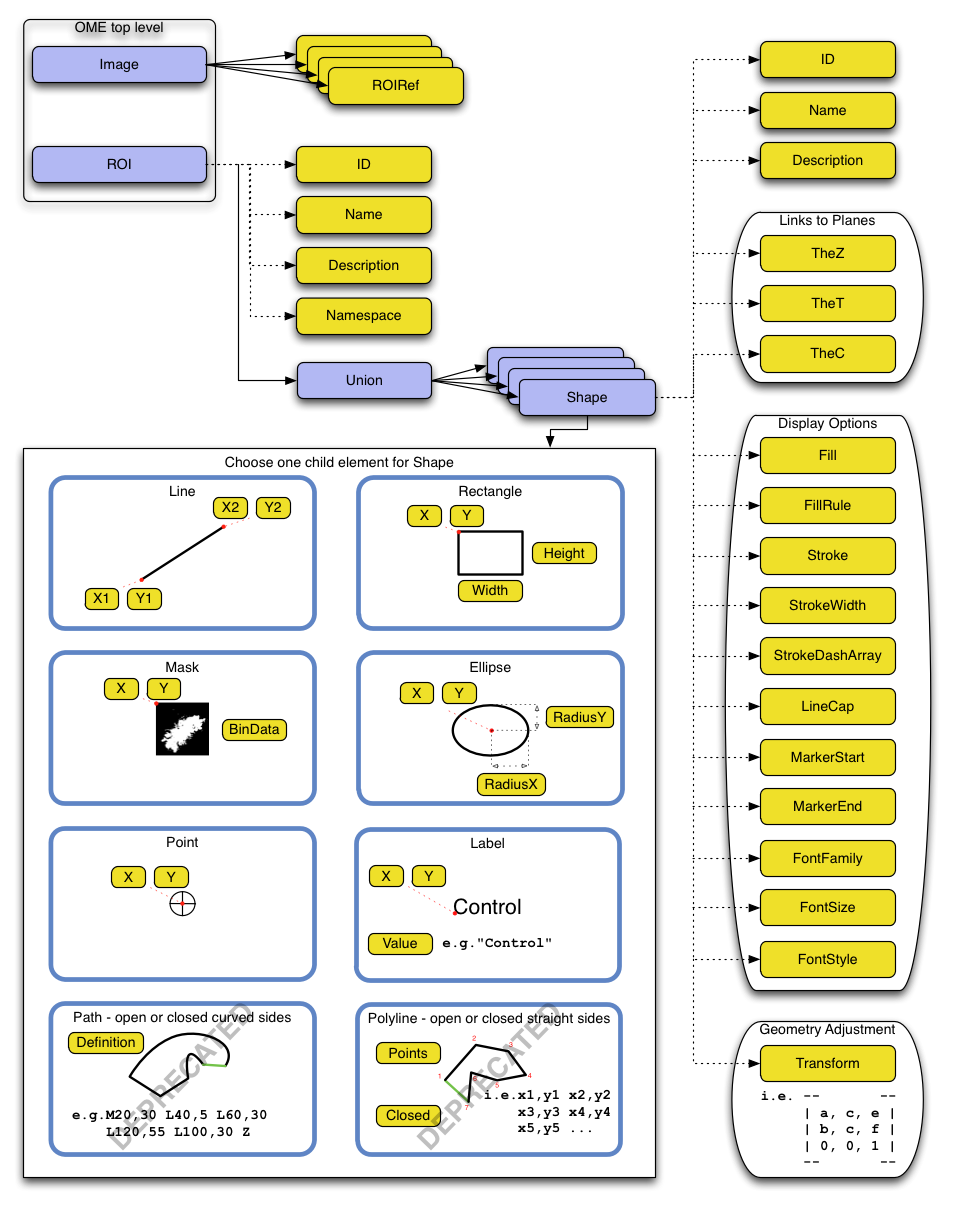 OME top level
Image
ROIRef
ROI
ID
Name
Description
Namespace
Union
Shape
ID
Name
Description
Links to Planes
TheZ
TheT
TheC
Display Options
Fill
FillRule
Stroke
StrokeWidth
StrokeDashArray
LineCap
MarkerStart
MarkerEnd
FontFamily
FontSize
FontStyle
Geometry Adjustment
Transform
i.e. -- --
| a, c, e |
| b, c, f |
| 0, 0, 1 |
-- --
Choose one child element for Shape
Line
X2 Y2
X1 Y1
Rectangle
X Y
Height
Width
Mask
X Y
BinData
Ellipse
X Y
RadiusY
RadiusX
Point
X Y
Label
X Y
Control
Value e.g."Control"
Path - open or closed curved sides
Definition
e.g.M20,30 L40,5 L60,30
L120,55 L100,30 Z
DEPRECATED
Polyline - open or closed straight sides
Points
Closed
1
2
3
4
5
6
7
i.e.x1,y1 x2,y2
x3,y3 x4,y4
x5,y5 ...
DEPRECATED